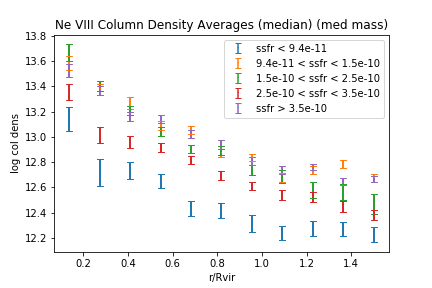 Ne VIII Column Density Averages (median) (med mass)
13.8
13.6
13.4
13.2
13.0
12.8
12.6
12.4
12.2
log col dens
ssfr < 9.4e-11
9.4e-11 < ssfr < 1.5e-10
1.5e-10 < ssfr < 2.5e-10
2.5e-10 < ssfr < 3.5e-10
ssfr > 3.5e-10
0.2 0.4 0.6 0.8 1.0 1.2 1.4
r/Rvir